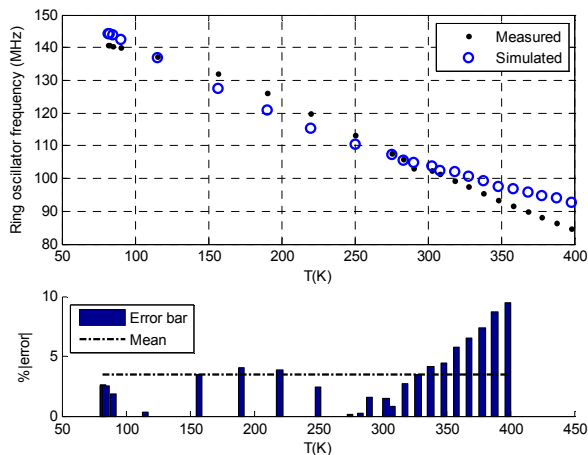 150
140
130
120
110
100
90
80
Ring oscillator frequency (MHz)
Measured
Simulated
50 100 150 200 250 300 350 400
T(K)
10
5
0
%|error|
Error bar
Mean
50 100 150 200 250 300 350 400 450
T(K)